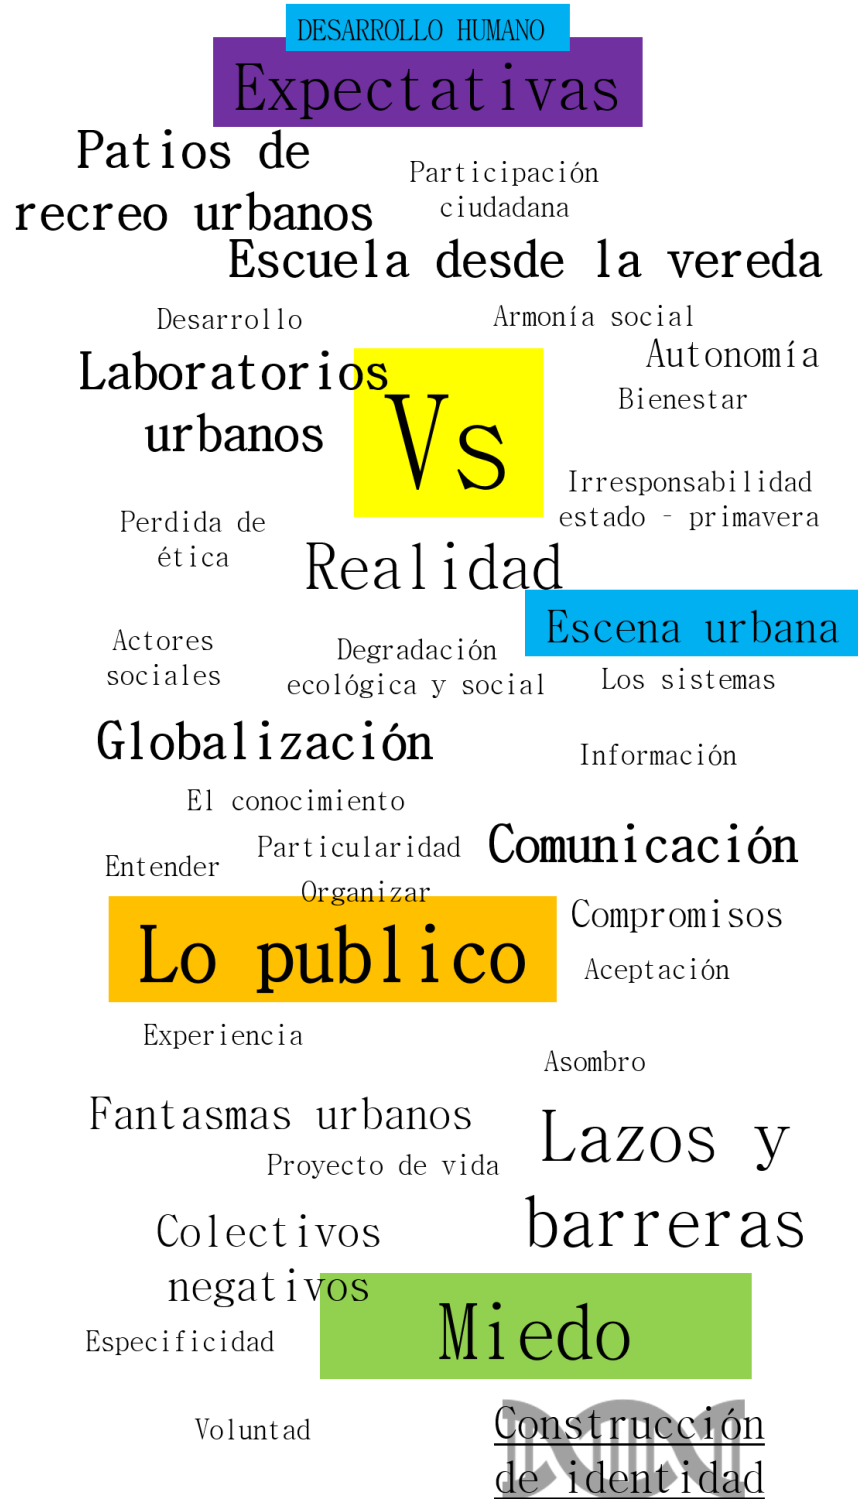 DESARROLLO HUMANO
Expectativas
Patios de
recreo urbanos
Participación
ciudadana
Escuela desde la vereda
Desarrollo
Armonía social
Autonomía
Laboratorios
urbanos
Vs
Bienestar
Irresponsabilidad
estado - primavera
Perdida de
ética
Realidad
Escena urbana
Actores
sociales
Degradación
ecológica y social
Los sistemas
Globalización
Información
El conocimiento
Particularidad
Comunicación
Entender
Organizar
Compromisos
Lo publico
Aceptación
Experiencia
Asombro
Fantasmas urbanos
Lazos y
barreras
Proyecto de vida
Colectivos
negativos
Miedo
Especificidad
Voluntad
Construcción
de identidad